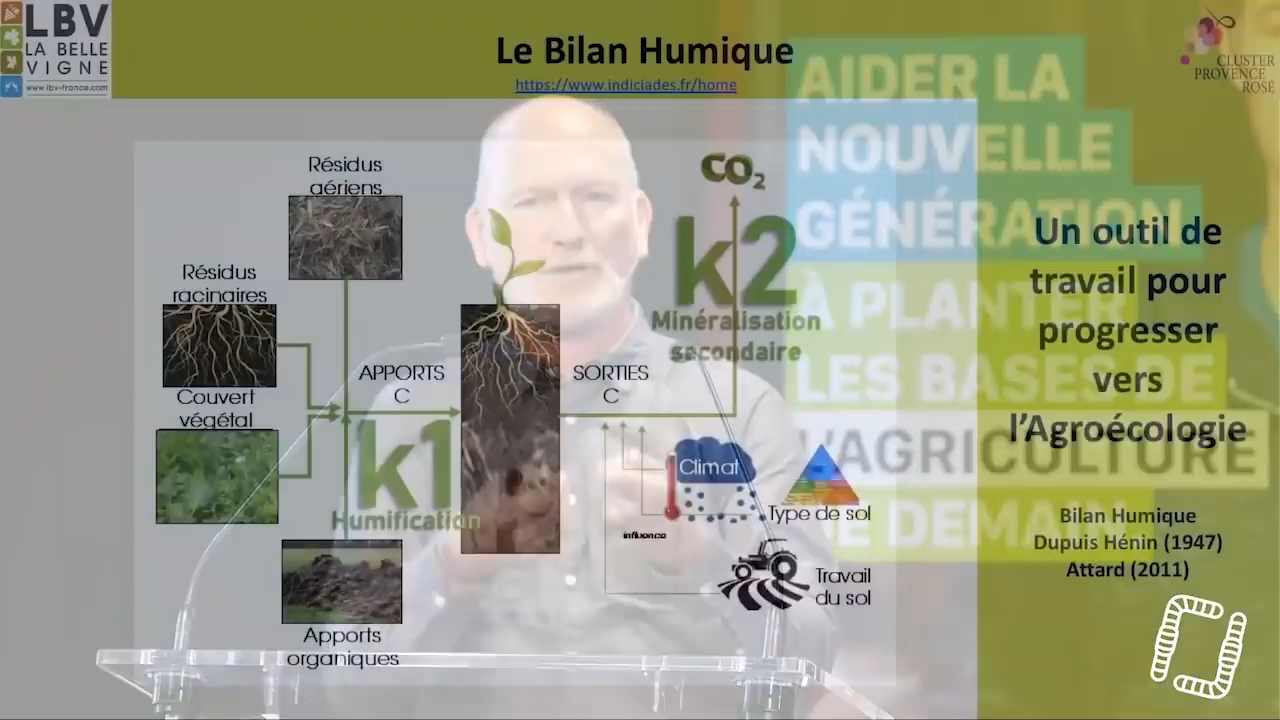 LBV
LA BELLE
VIGNE
www.lbv-france.com
Le Bilan Humique
https://www.indiciades.fr/home
CLUSTER
PROVENCE
ROSÉ
AIDER LA
NOUVELLE
GÉNÉRATION
À PLANTER
LES BASES DE
L'AGRICULTURE
DE DEMAIN
Résidus
aériens
Résidus
racinaires
Couvert
végétal
APPORTS
C
k1
Humification
Apports
organiques
SORTIES
C
CO2
k2
Minéralisation
secondaire
Climat
influence
Type de sol
Travail
du sol
Un outil de
travail pour
progresser
vers
l’Agroécologie
Bilan Humique
Dupuis Hénin (1947)
Attard (2011)